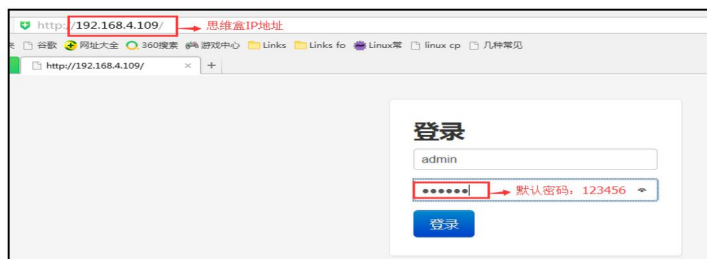 http://192.168.4.109/ 思维盒IP地址
谷歌 网址大全 360搜索 游戏中心 Links Links fo Linux常 linux cp 几种常见
http://192.168.4.109/ × +
登录
admin
●●●●●● 默认密码：123456
登录